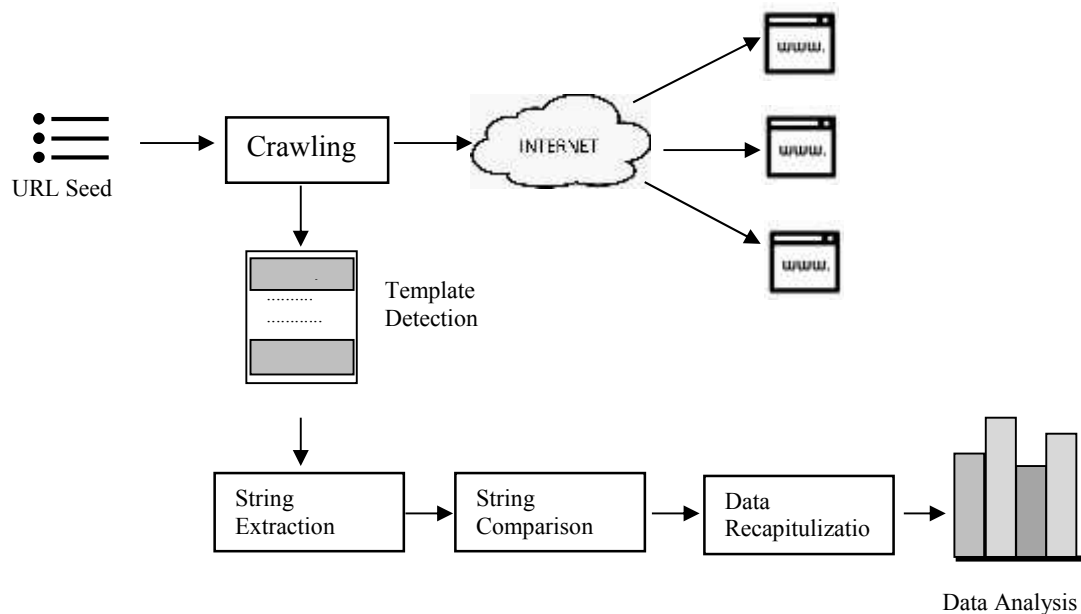 www.
Crawling
INTERNET
www.
URL Seed
www.
Template
Detection
String
Extraction
String
Comparison
Data
Recapitulizatio
Data Analysis